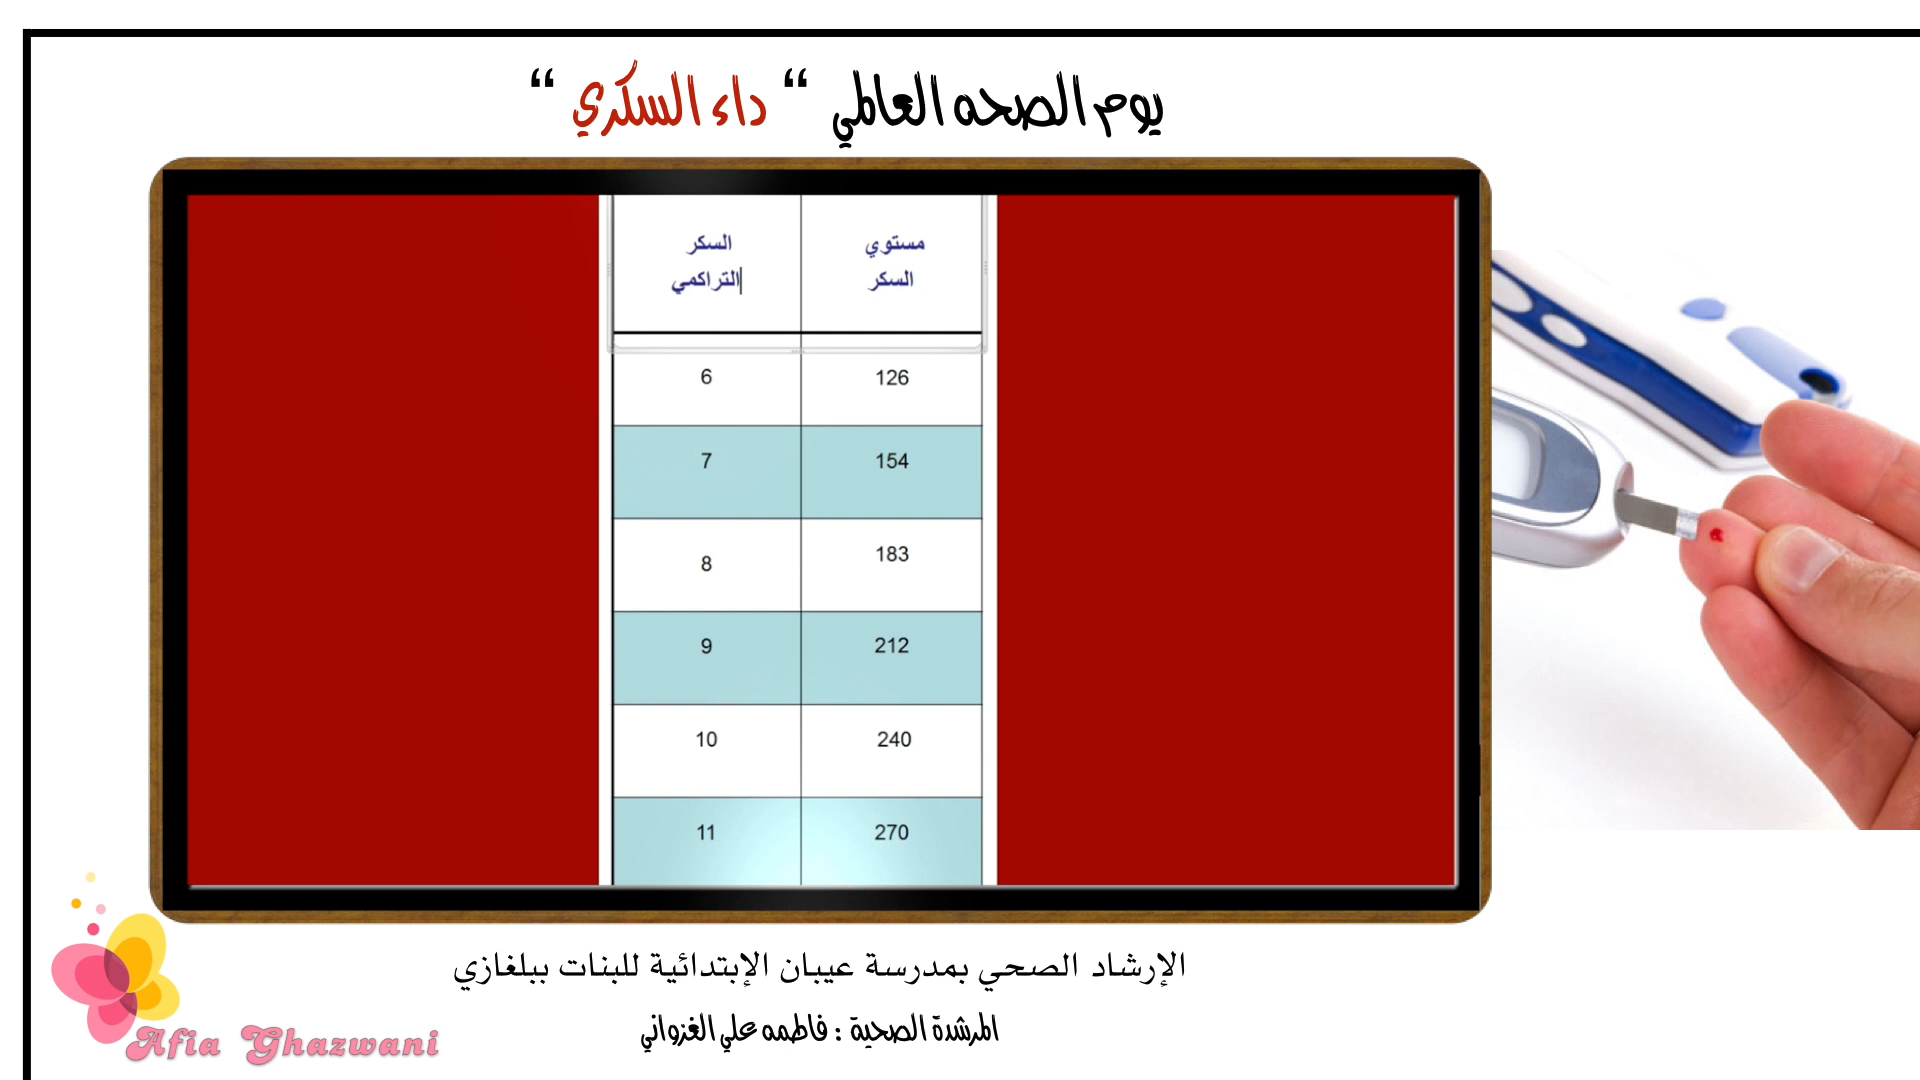 يوم الصحه العالمي “ داء السكري “
مستوي السكر	السكر التراكمي
126	6
154	7
183	8
212	9
240	10
270	11
الإرشاد الصحي بمدرسة عيبان الإبتدائية للبنات ببلغازي
المرشدة الصحية : فاطمه علي الغزواني
Afia Ghazwani